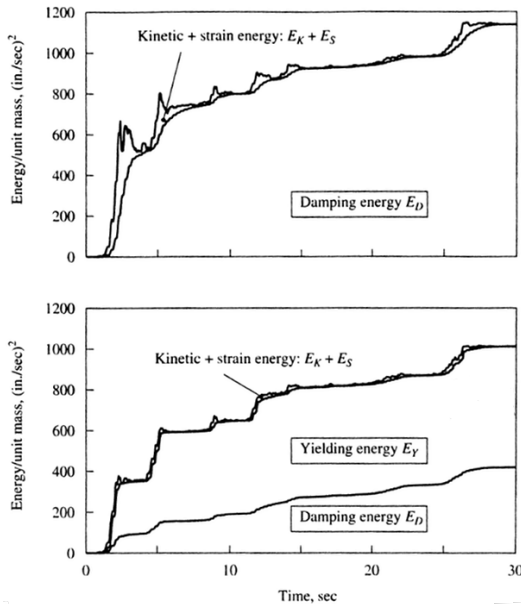 1200
Kinetic + strain energy: E_K + E_S
1000
800
600
400
200
0
Energy/unit mass, (in./sec)²
Damping energy E_D
1200
1000
Kinetic + strain energy: E_K + E_S
800
600
400
200
0
Energy/unit mass, (in./sec)²
Yielding energy E_Y
Damping energy E_D
0 10 20 30
Time, sec